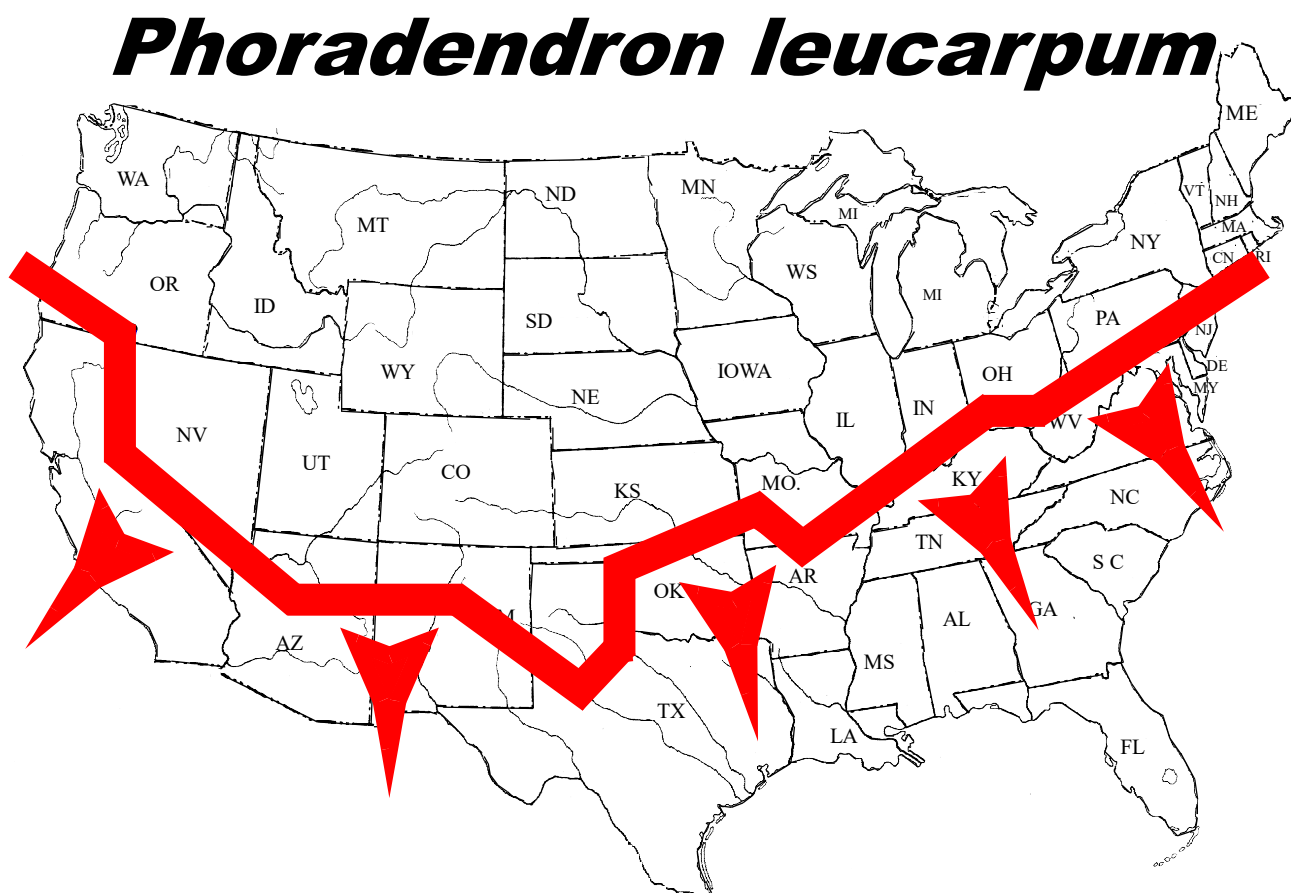 Phoradendron leucarpum
ME
WA
MT
ND
MN
VT
NH
MI
MA
NY
OR
ID
WS
CN
RI
MI
SD
PA
NJ
WY
IOWA
OH
DE
MY
NE
IN
IL
WV
NV
UT
CO
KS
MO.
KY
NC
TN
S C
AR
OK
GA
AL
AZ
MS
TX
LA
FL